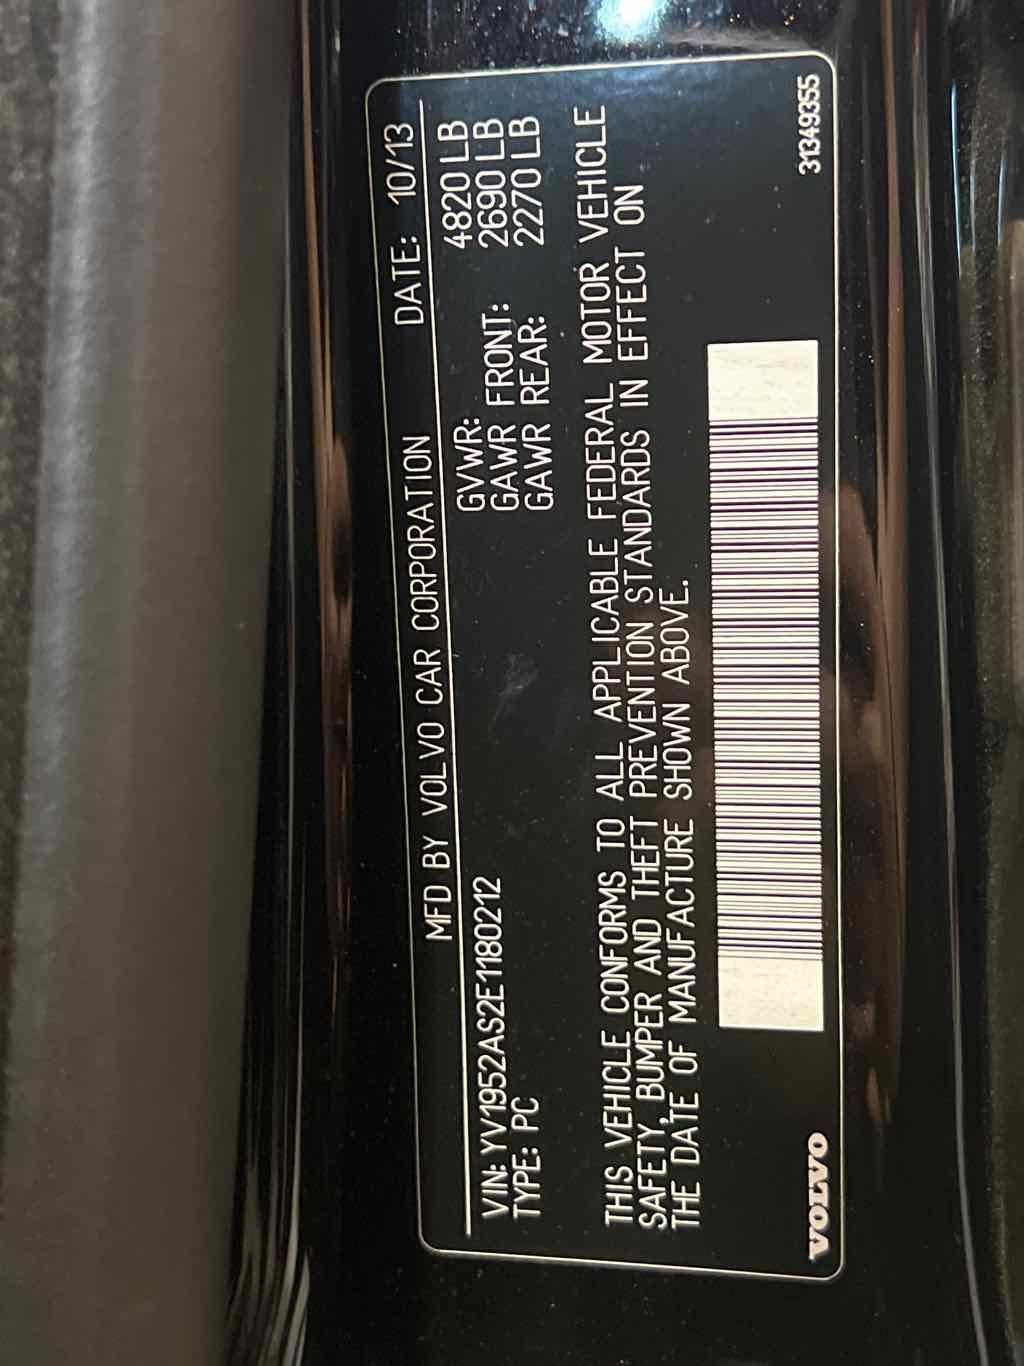 MFD BY VOLVO CAR CORPORATION DATE: 10/13
VIN: YV1952AS2E1180212 GVWR: 4820 LB
TYPE: PC GAWR FRONT: 2690 LB
GAWR REAR: 2270 LB
THIS VEHICLE CONFORMS TO ALL APPLICABLE FEDERAL MOTOR VEHICLE
SAFETY, BUMPER AND THEFT PREVENTION STANDARDS IN EFFECT ON
THE DATE OF MANUFACTURE SHOWN ABOVE.
VOLVO 31349355